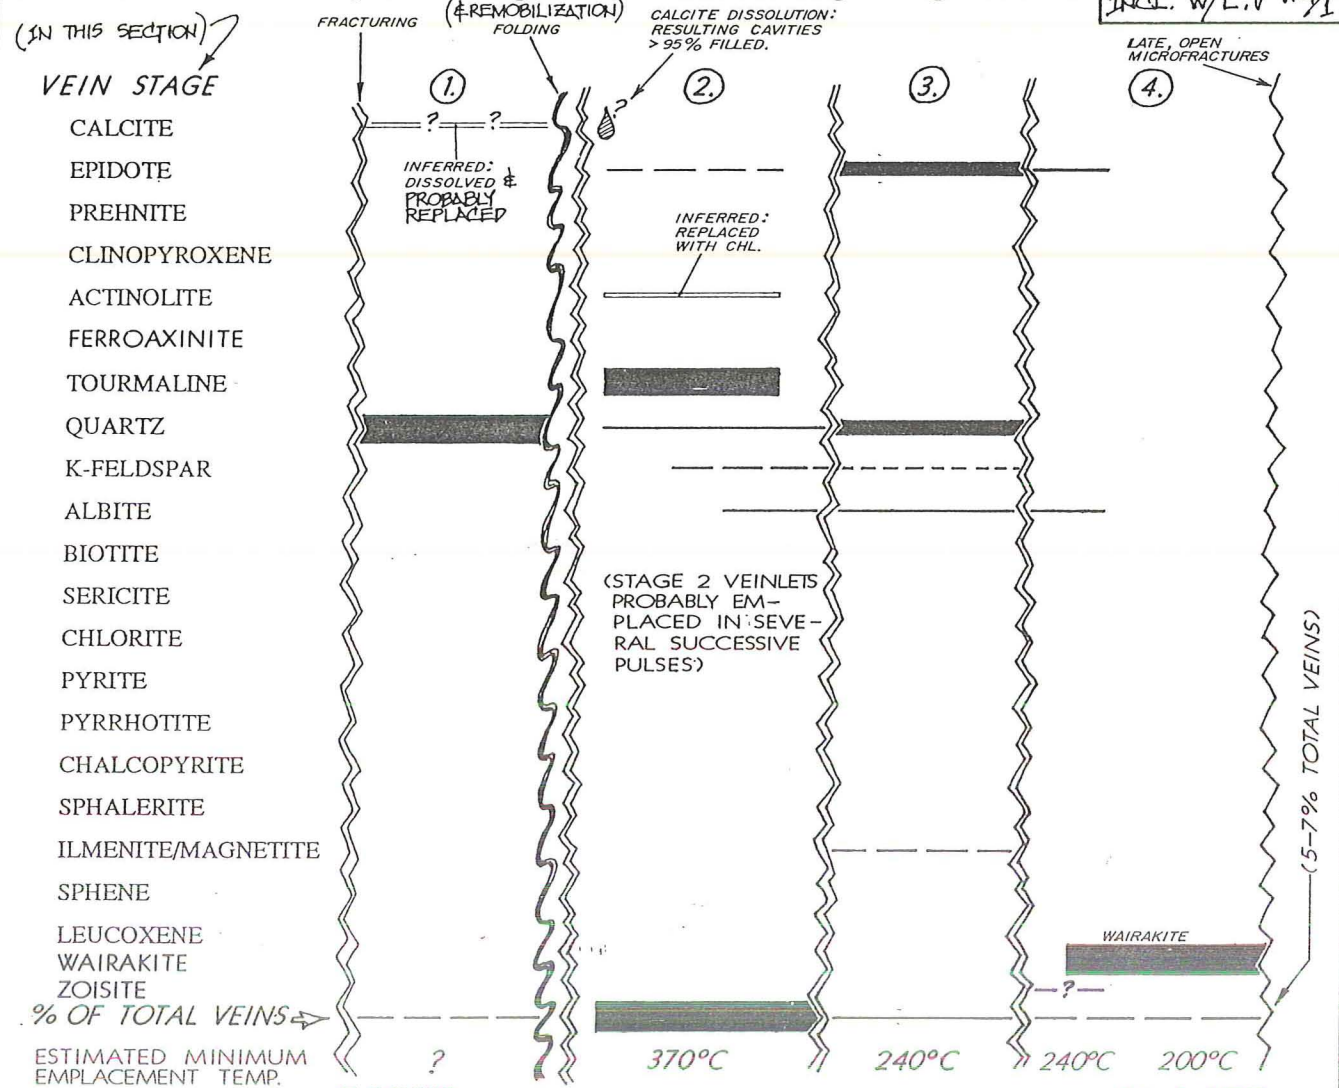 (& REMOBILIZATION)
(IN THIS SECTION)
FRACTURING
FOLDING
CALCITE DISSOLUTION:
RESULTING CAVITIES
> 95% FILLED.
LATE, OPEN
MICROFRACTURES
VEIN STAGE
1.
2.
3.
4.
CALCITE
? ?
?
EPIDOTE
INFERRED:
DISSOLVED &
PROBABLY
REPLACED
PREHNITE
INFERRED:
REPLACED
WITH CHL.
CLINOPYROXENE
ACTINOLITE
FERROAXINITE
TOURMALINE
QUARTZ
K-FELDSPAR
ALBITE
BIOTITE
(STAGE 2 VEINLETS
PROBABLY EM-
PLACED IN SEVE-
RAL SUCCESSIVE
PULSES)
SERICITE
CHLORITE
PYRITE
PYRRHOTITE
CHALCOPYRITE
SPHALERITE
ILMENITE/MAGNETITE
SPHENE
LEUCOXENE
WAIRAKITE
WAIRAKITE
ZOISITE
?
(5-7% TOTAL VEINS)
% OF TOTAL VEINS
ESTIMATED MINIMUM
EMPLACEMENT TEMP.
? 370°C 240°C 240°C 200°C